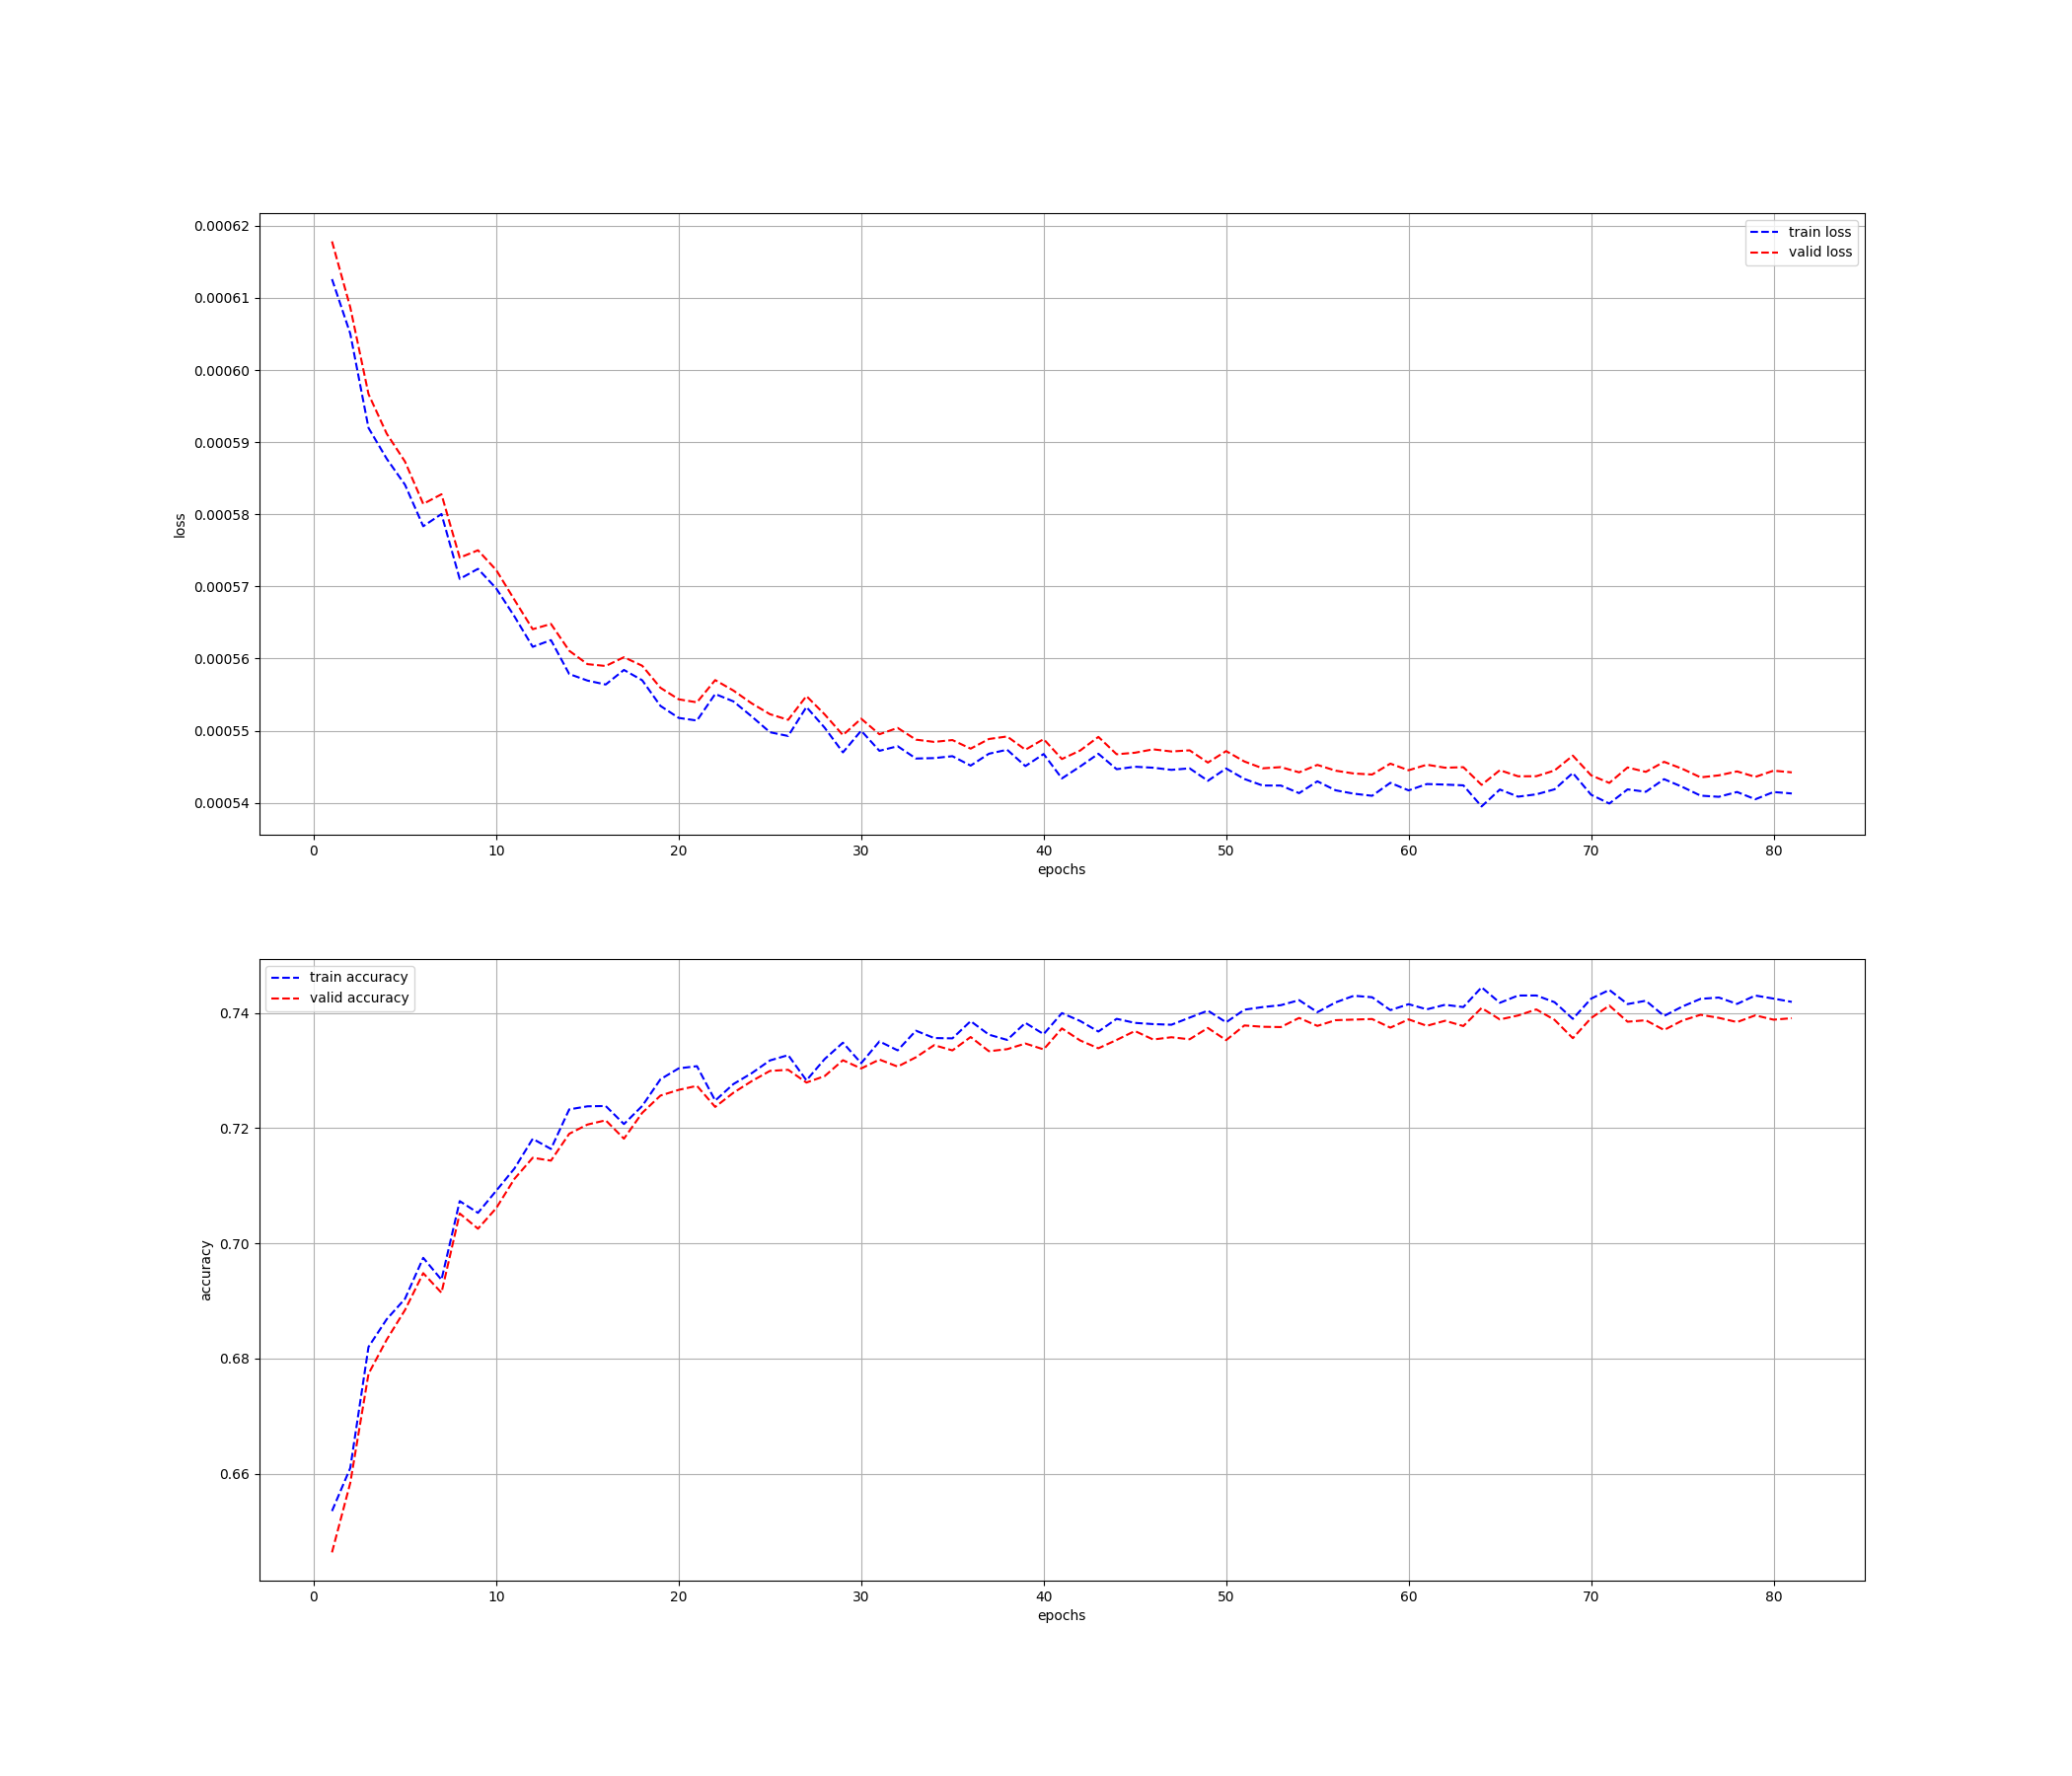 0.00062
0.00061
0.00060
0.00059
0.00058
0.00057
0.00056
0.00055
0.00054
loss
train loss
valid loss
0 10 20 30 40 50 60 70 80
epochs
train accuracy
valid accuracy
0.74
0.72
0.70
0.68
0.66
accuracy
0 10 20 30 40 50 60 70 80
epochs